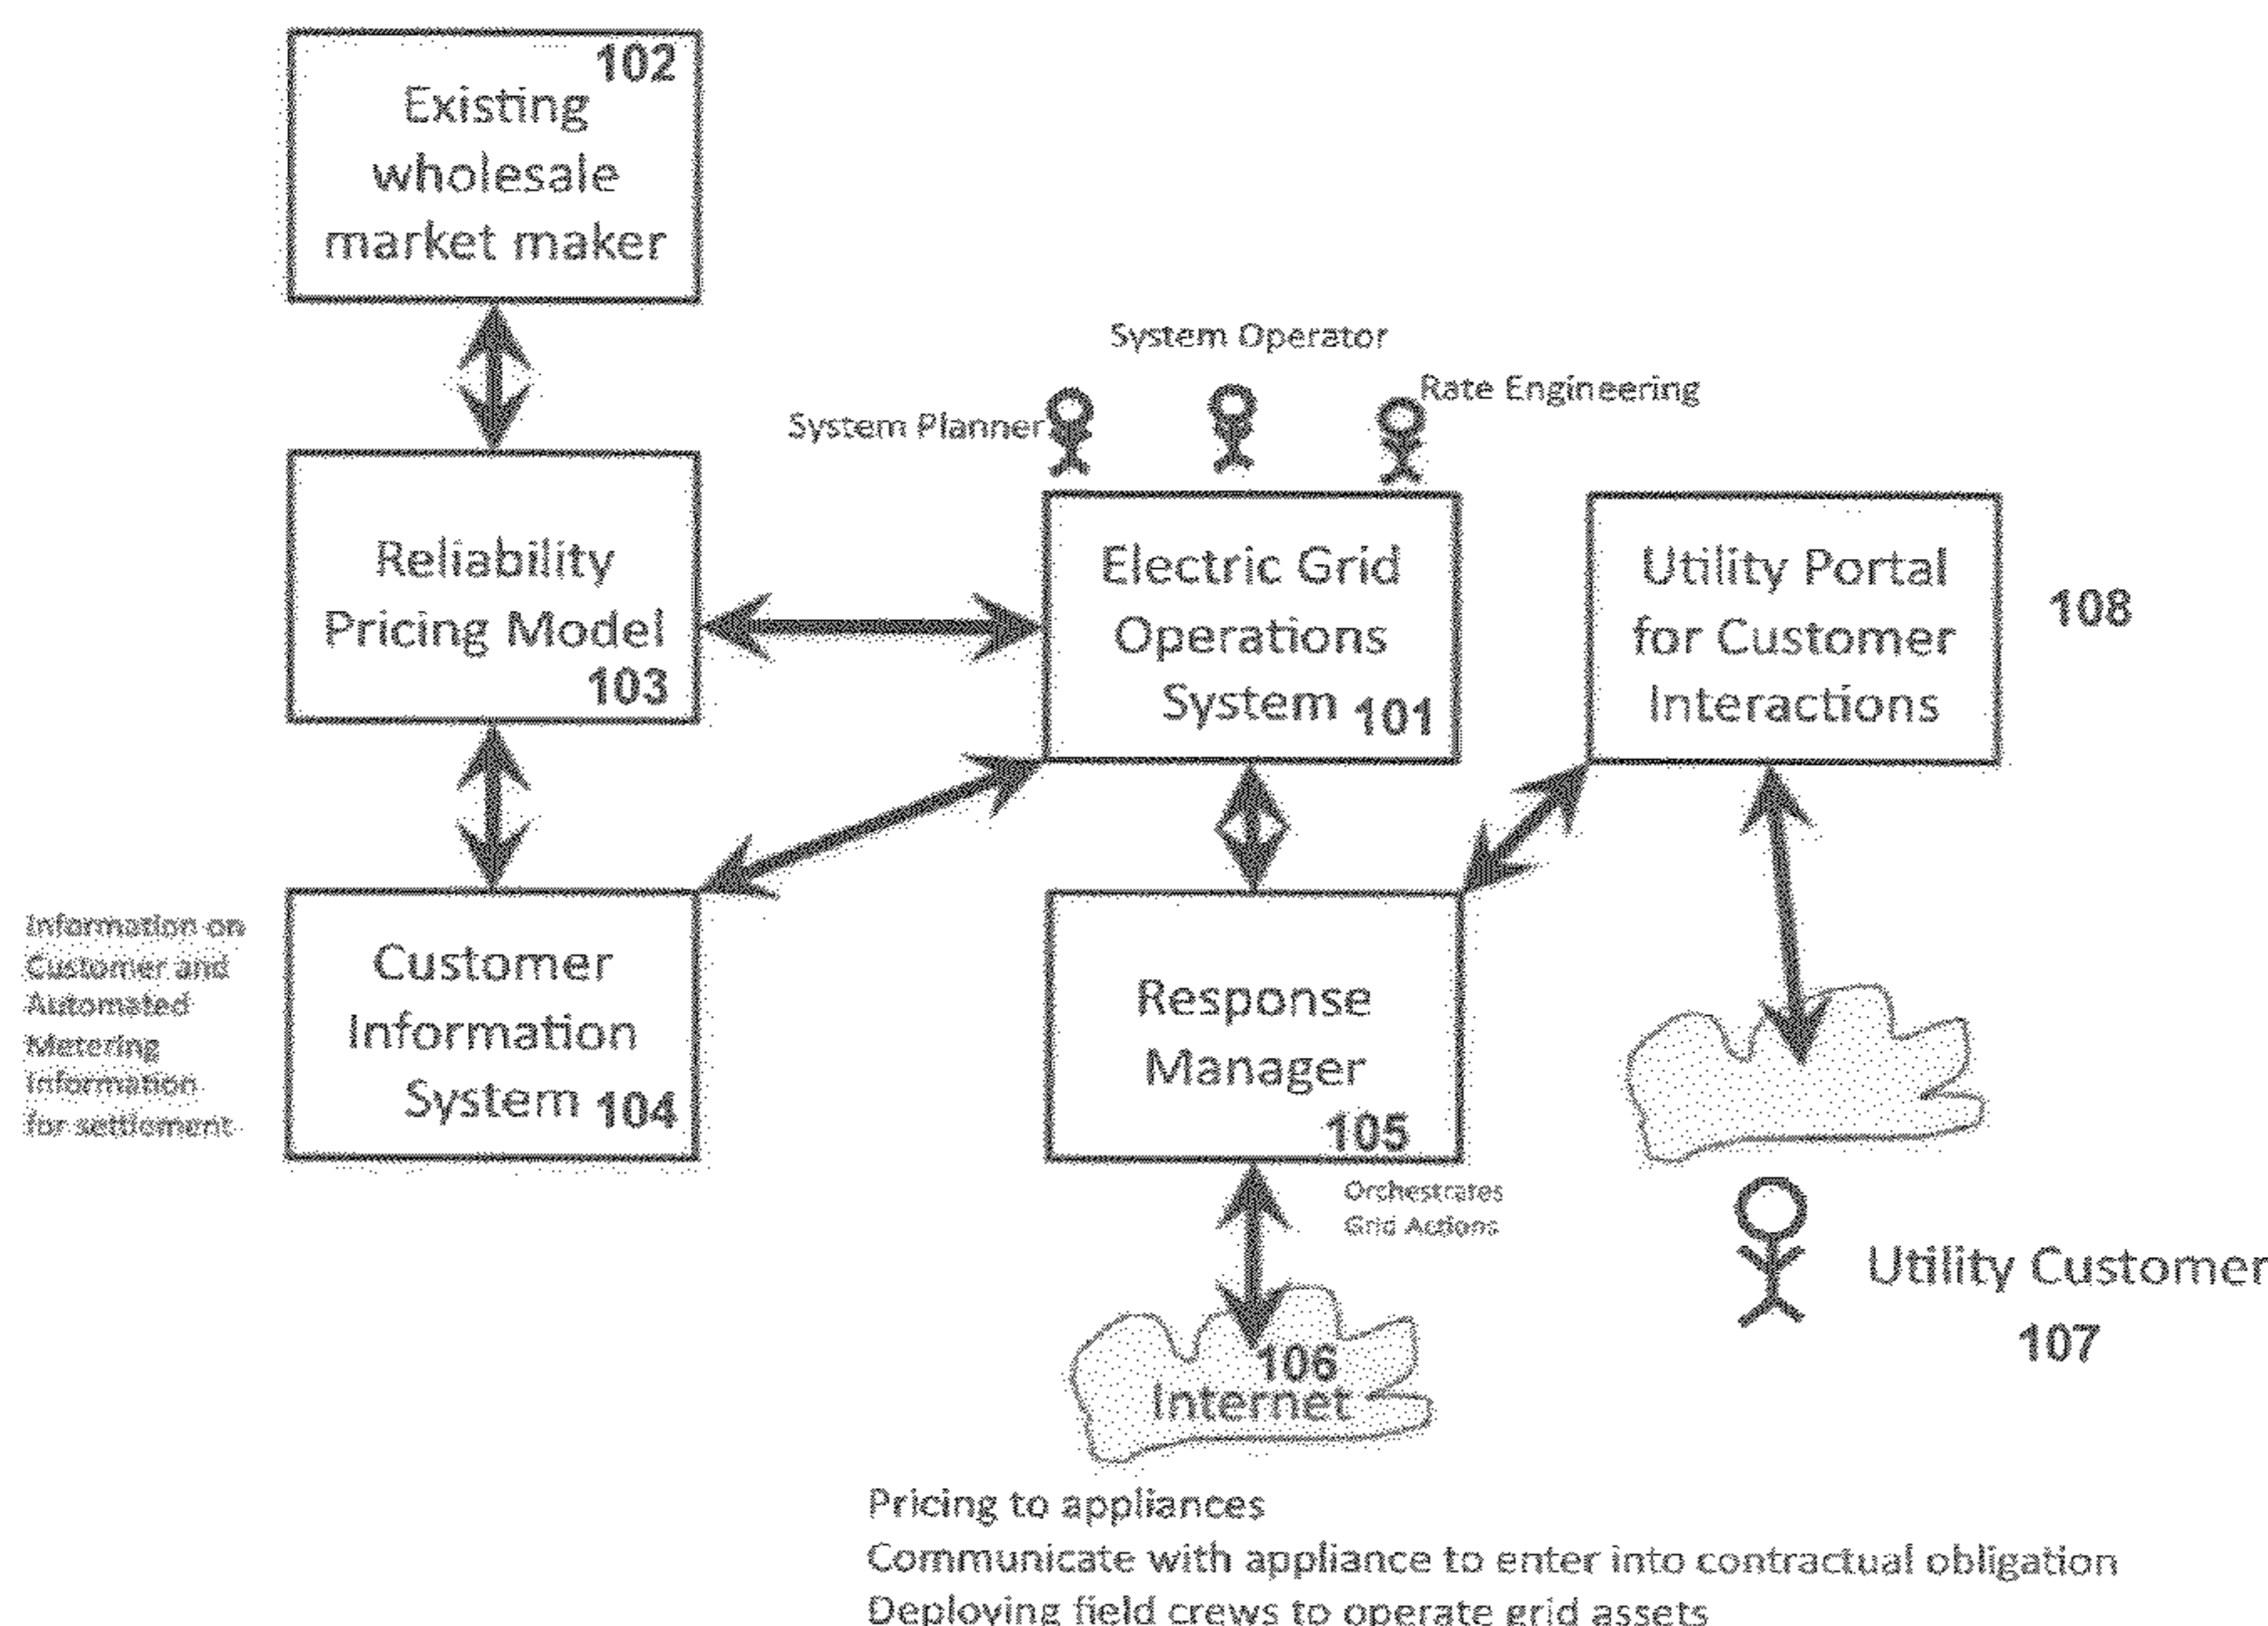 102
Existing
wholesale
market maker
System Operator
Rate Engineering
System Planner
Reliability
Pricing Model
103
Electric Grid
Operations
System 101
Utility Portal
for Customer
Interactions
108
Information on
Customer and
Automated
Metering
Information
for settlement
Customer
Information
System 104
Response
Manager
105
Orchestrates
Grid Actions
106
Internet
Utility Customer
107
Pricing to appliances
Communicate with appliance to enter into contractual obligation
Deploying field crews to operate grid assets